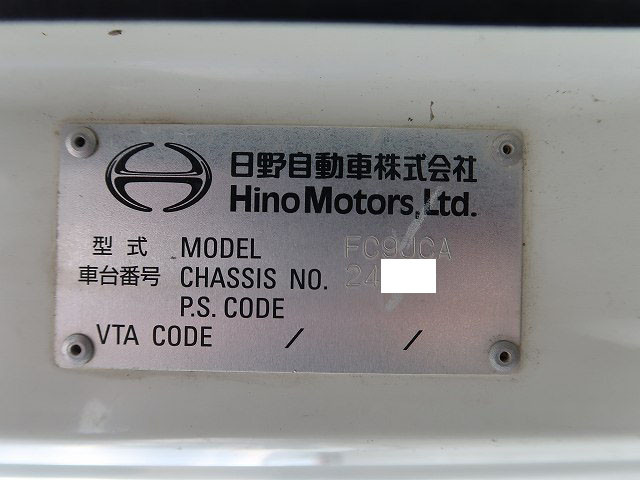 日野自動車株式会社
Hino Motors, Ltd.
型式 MODEL FC9JCA
車台番号 CHASSIS NO. 24
P.S. CODE
VTA CODE / /